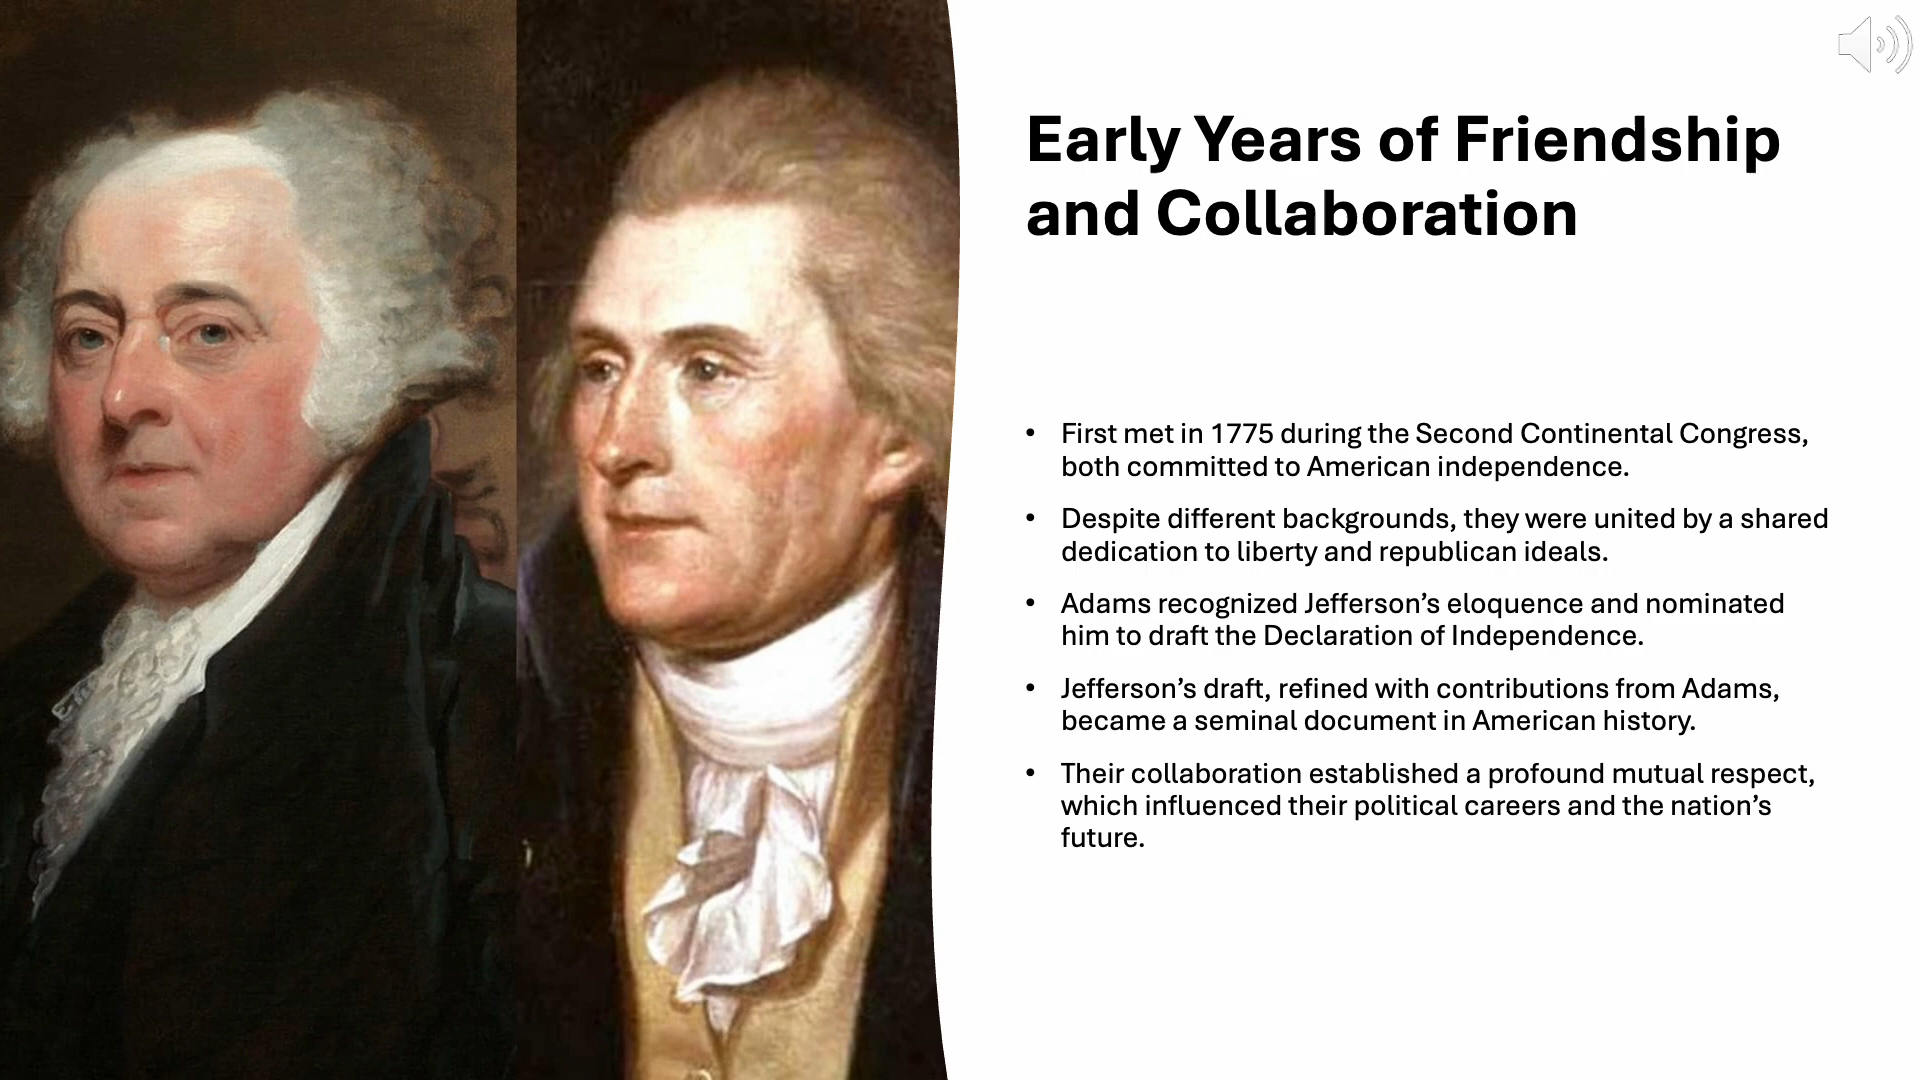 Early Years of Friendship
and Collaboration
• First met in 1775 during the Second Continental Congress,
both committed to American independence.
• Despite different backgrounds, they were united by a shared
dedication to liberty and republican ideals.
• Adams recognized Jefferson’s eloquence and nominated
him to draft the Declaration of Independence.
• Jefferson’s draft, refined with contributions from Adams,
became a seminal document in American history.
• Their collaboration established a profound mutual respect,
which influenced their political careers and the nation’s
future.